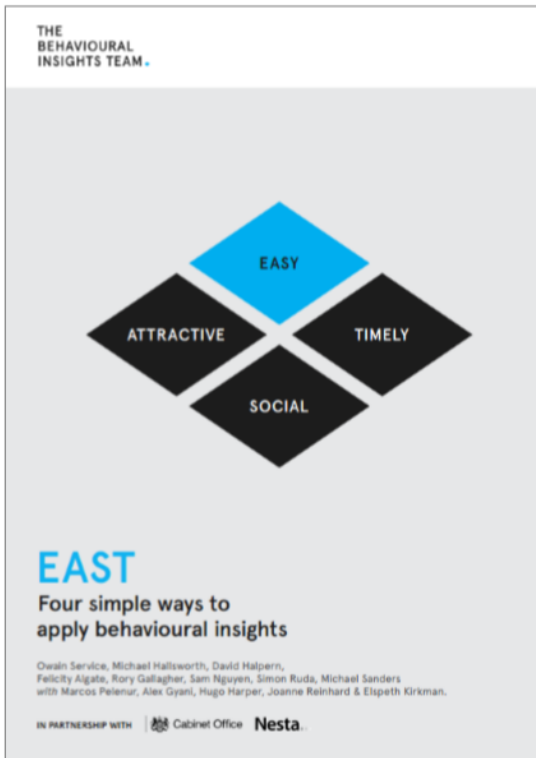 THE
BEHAVIOURAL
INSIGHTS TEAM.
EASY
ATTRACTIVE
TIMELY
SOCIAL
EAST
Four simple ways to
apply behavioural insights
Owain Service, Michael Hallsworth, David Halpern,
Felicity Algate, Rory Gallagher, Sam Nguyen, Simon Ruda, Michael Sanders
with Marcos Pelenur, Alex Gyani, Hugo Harper, Joanne Reinhard & Elspeth Kirkman.
IN PARTNERSHIP WITH Cabinet Office Nesta